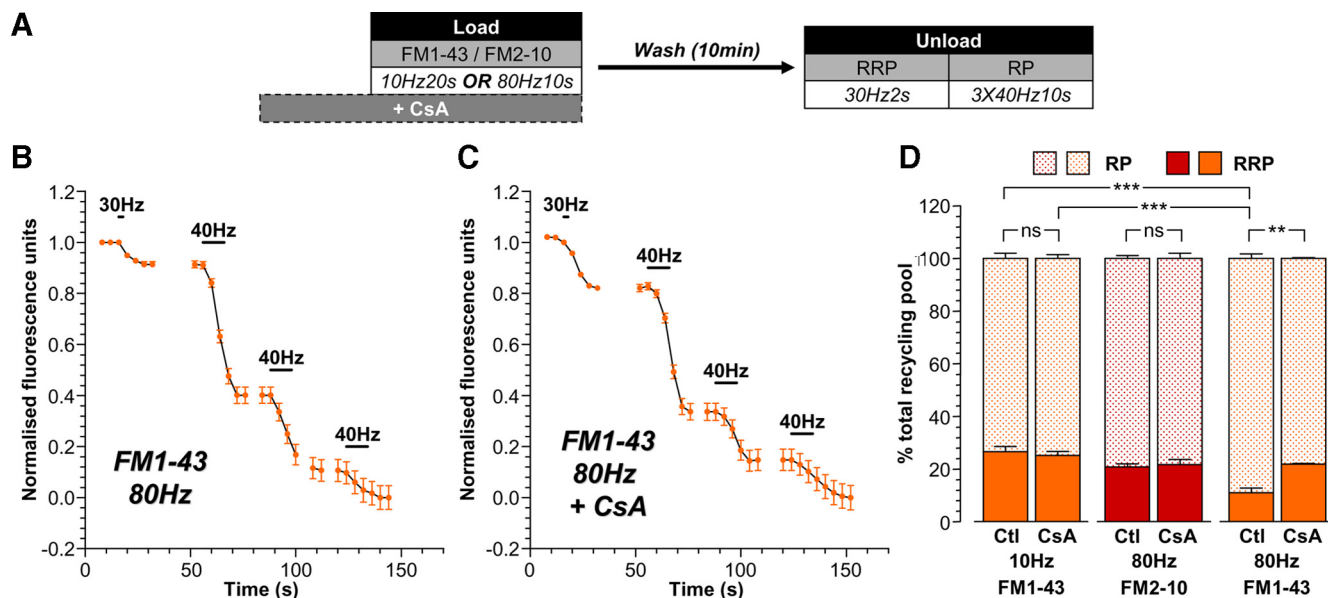 A
Load
FM1-43 / FM2-10
10Hz20s OR 80Hz10s
+ CsA
Wash (10min)
Unload
RRP RP
30Hz2s 3X40Hz10s
B
Normalised fluorescence units
1.2
1.0
0.8
0.6
0.4
0.2
0.0
-0.2
30Hz
40Hz
40Hz
40Hz
FM1-43
80Hz
0 50 100 150
Time (s)
C
Normalised fluorescence units
1.2
1.0
0.8
0.6
0.4
0.2
0.0
-0.2
30Hz
40Hz
40Hz
40Hz
FM1-43
80Hz
+ CsA
0 50 100 150
Time (s)
D
RP RRP
% total recycling pool
120
100
80
60
40
20
0
***
***
ns ns **
Ctl CsA Ctl CsA Ctl CsA
10Hz 80Hz 80Hz
FM1-43 FM2-10 FM1-43